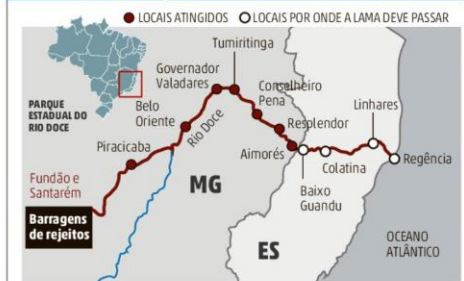 LOCAIS ATINGIDOS
LOCAIS POR ONDE A LAMA DEVE PASSAR
Tumiritinga
Governador
Valadares
Conselheiro
Pena
Linhares
PARQUE
ESTADUAL DO
RIO DOCE
Belo
Oriente
Rio Doce
Resplendor
Piracicaba
Aimorés
Regência
Colatina
Fundão e
Santarém
MG
Baixo
Guandu
Barragens
de rejeitos
ES
OCEANO
ATLÂNTICO